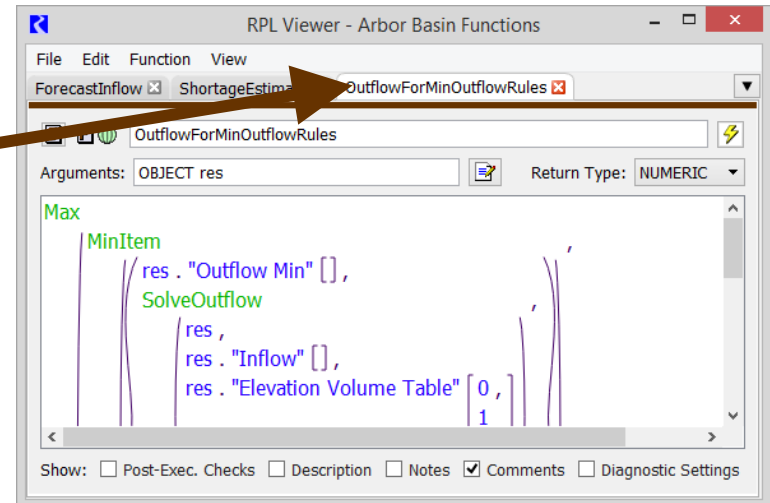 RPL Viewer - Arbor Basin Functions
File Edit Function View
ForecastInflow OutflowForMinOutflowRules
OutflowForMinOutflowRules
Arguments: OBJECT res Return Type: NUMERIC
Max
MinItem ,
res . "Outflow Min" [] ,
SolveOutflow ,
res ,
res . "Inflow" [] ,
res . "Elevation Volume Table" [ 0 ,
1 ]
Show: Post-Exec. Checks Description Notes Comments Diagnostic Settings